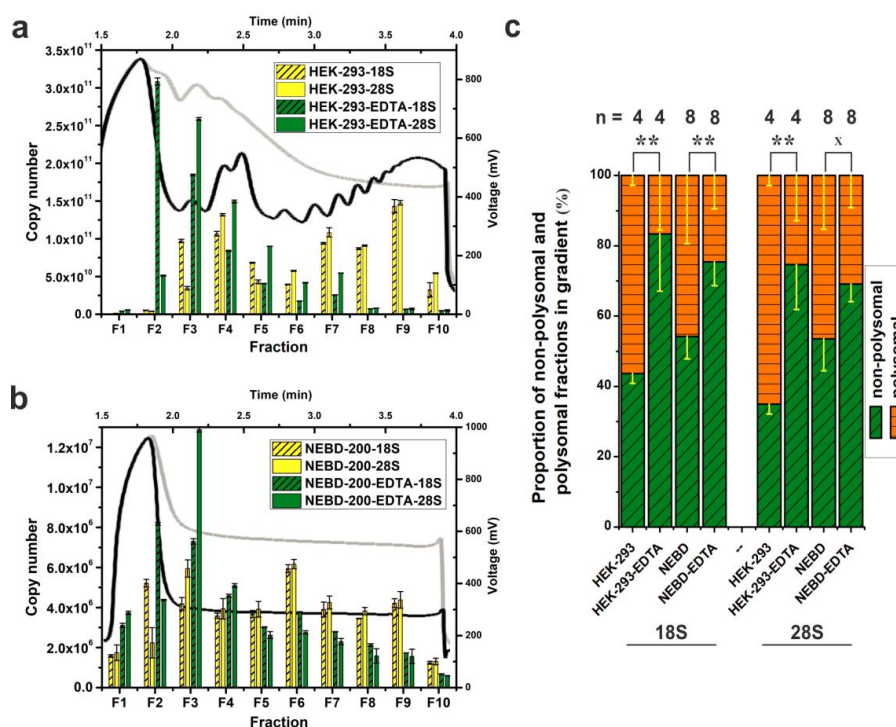 a
Time (min)
1.5 2.0 2.5 3.0 3.5 4.0
3.5x10¹¹
3.0x10¹¹
2.5x10¹¹
2.0x10¹¹
1.5x10¹¹
1.0x10¹¹
5.0x10¹⁰
0.0
Copy number
HEK-293-18S
HEK-293-28S
HEK-293-EDTA-18S
HEK-293-EDTA-28S
800
600
400
200
0
Voltage (mV)
F1 F2 F3 F4 F5 F6 F7 F8 F9 F10
Fraction
b
Time (min)
1.5 2.0 2.5 3.0 3.5 4.0
1.2x10⁷
1.0x10⁷
8.0x10⁶
6.0x10⁶
4.0x10⁶
2.0x10⁶
0.0
Copy number
NEBD-200-18S
NEBD-200-28S
NEBD-200-EDTA-18S
NEBD-200-EDTA-28S
1000
800
600
400
200
0
Voltage (mV)
F1 F2 F3 F4 F5 F6 F7 F8 F9 F10
Fraction
c
n = 4 4 8 8 4 4 8 8
** ** ** x
100
80
60
40
20
0
Proportion of non-polysomal and
polysomal fractions in gradient (%)
HEK-293
HEK-293-EDTA
NEBD
NEBD-EDTA
--
HEK-293
HEK-293-EDTA
NEBD
NEBD-EDTA
18S
28S
non-polysomal
polysomal